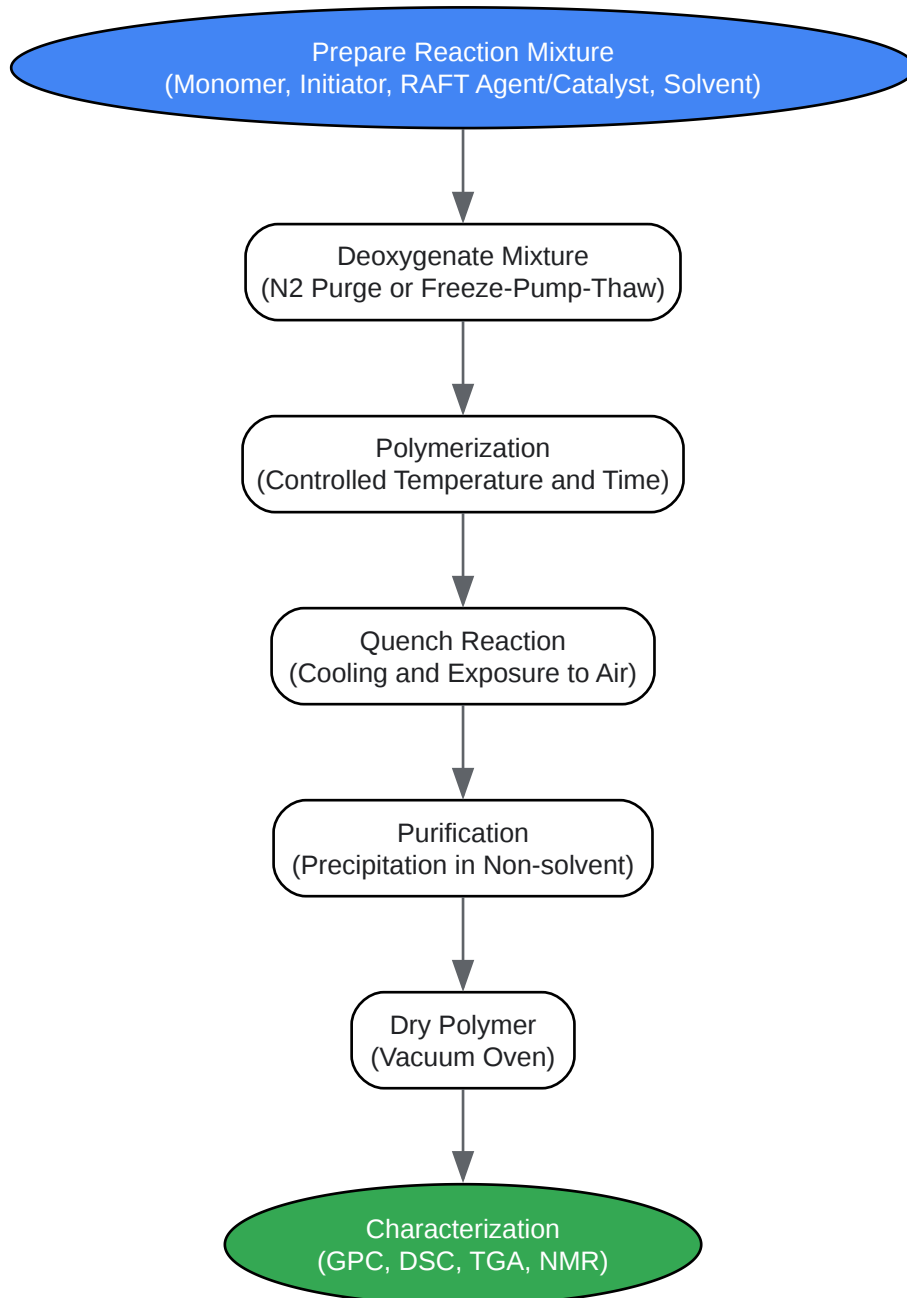 Prepare Reaction Mixture
(Monomer, Initiator, RAFT Agent/Catalyst, Solvent)
Deoxygenate Mixture
(N2 Purge or Freeze-Pump-Thaw)
Polymerization
(Controlled Temperature and Time)
Quench Reaction
(Cooling and Exposure to Air)
Purification
(Precipitation in Non-solvent)
Dry Polymer
(Vacuum Oven)
Characterization
(GPC, DSC, TGA, NMR)